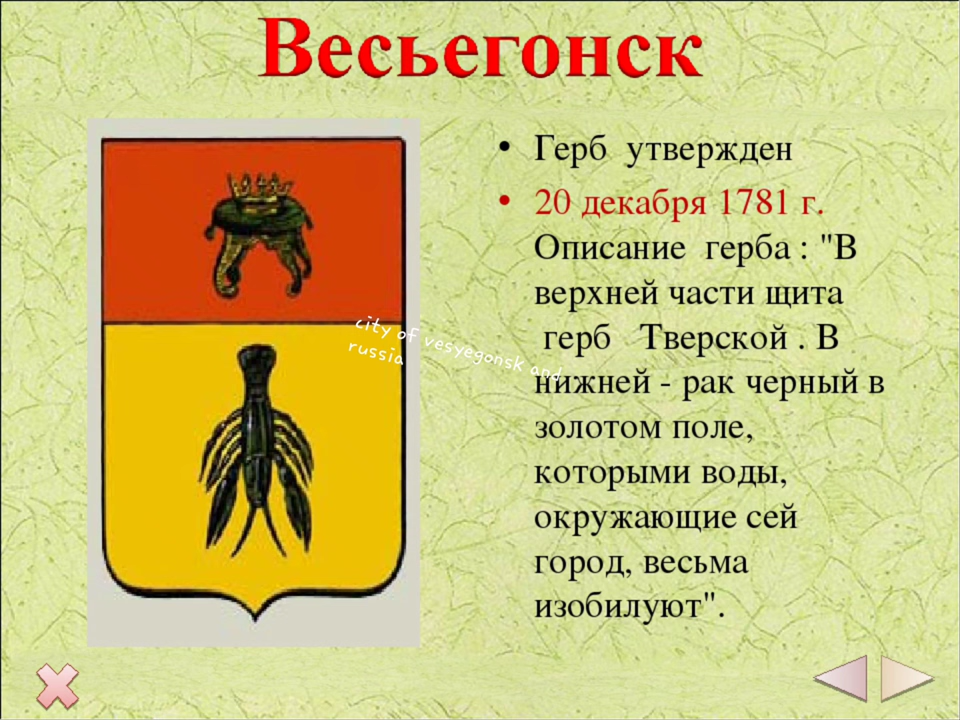 Весьегонск
• Герб утвержден
• 20 декабря 1781 г.
Описание герба : "В
верхней части щита
герб Тверской . В
нижней - рак черный в
золотом поле,
которыми воды,
окружающие сей
город, весьма
изобилуют".
city of vesyegonsk and
russia